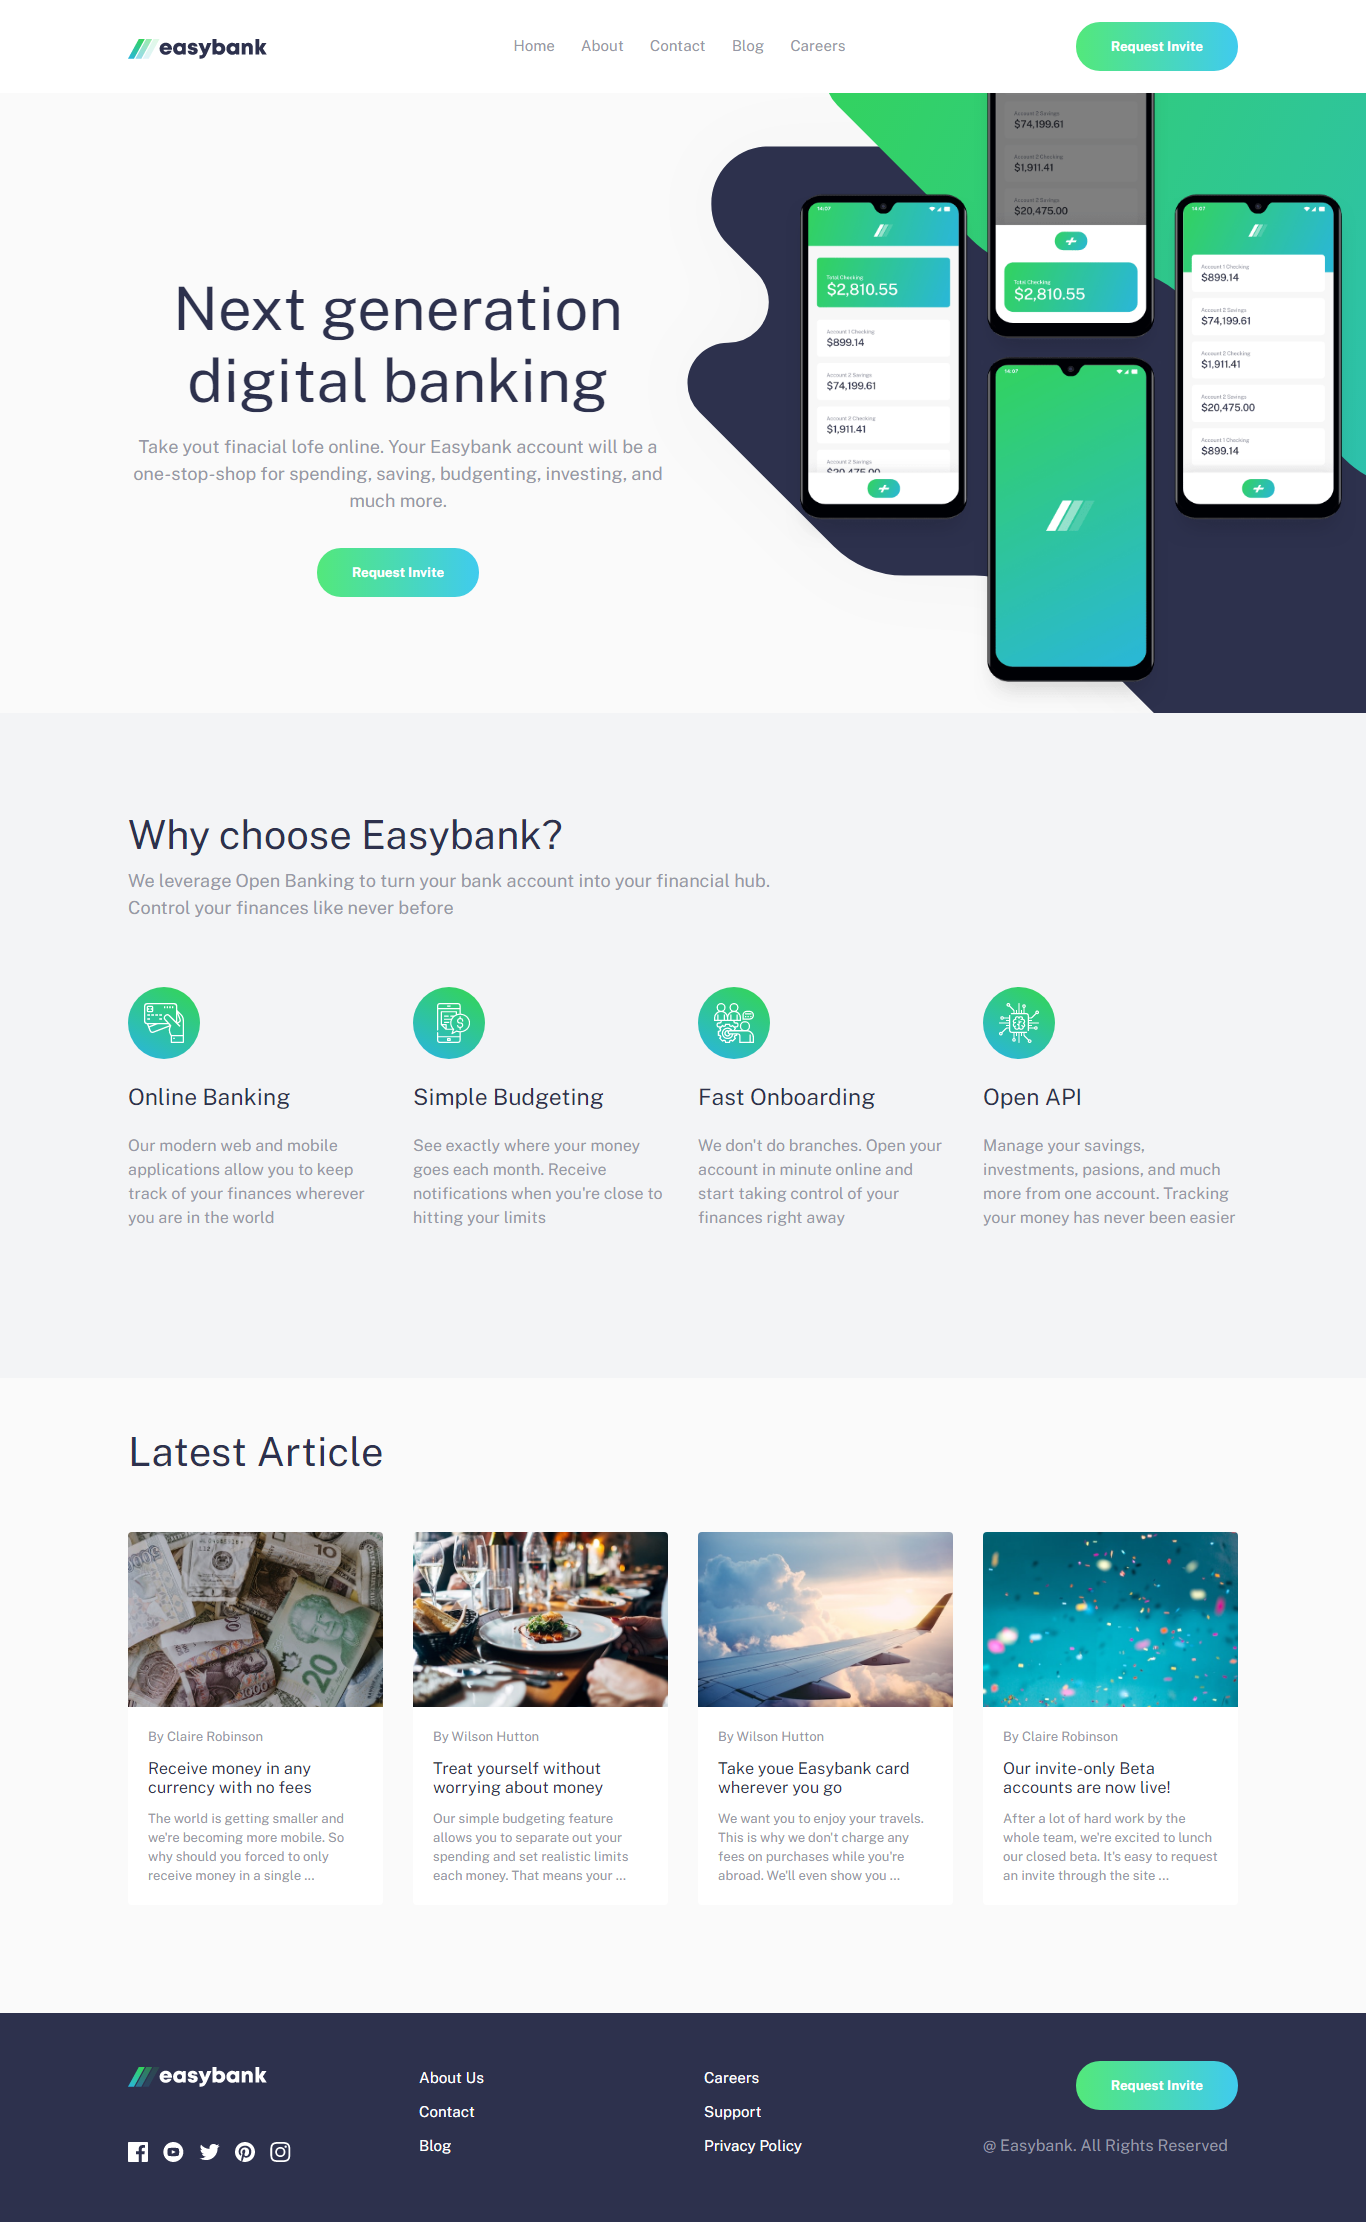 easybank
Home About Contact Blog Careers
Request Invite
Next generation
digital banking
Take yout finacial lofe online. Your Easybank account will be a
one-stop-shop for spending, saving, budgenting, investing, and
much more.
Request Invite
14:07
Total Checking
$2,810.55
Account 1 Checking
$899.14
Account 2 Savings
$74,199.61
Account 2 Checking
$1,911.41
Account 2 Savings
$20,475.00
Account 2 Savings
$74,199.61
Account 2 Checking
$1,911.41
Account 2 Savings
$20,475.00
Total Checking
$2,810.55
14:07
14:07
Account 1 Checking
$899.14
Account 2 Savings
$74,199.61
Account 2 Checking
$1,911.41
Account 2 Savings
$20,475.00
Account 1 Checking
$899.14
Why choose Easybank?
We leverage Open Banking to turn your bank account into your financial hub.
Control your finances like never before
Online Banking
Our modern web and mobile
applications allow you to keep
track of your finances wherever
you are in the world
Simple Budgeting
See exactly where your money
goes each month. Receive
notifications when you're close to
hitting your limits
Fast Onboarding
We don't do branches. Open your
account in minute online and
start taking control of your
finances right away
Open API
Manage your savings,
investments, pasions, and much
more from one account. Tracking
your money has never been easier
Latest Article
10
20
1000
By Claire Robinson
Receive money in any
currency with no fees
The world is getting smaller and
we're becoming more mobile. So
why should you forced to only
receive money in a single ...
By Wilson Hutton
Treat yourself without
worrying about money
Our simple budgeting feature
allows you to separate out your
spending and set realistic limits
each money. That means your ...
By Wilson Hutton
Take youe Easybank card
wherever you go
We want you to enjoy your travels.
This is why we don't charge any
fees on purchases while you're
abroad. We'll even show you ...
By Claire Robinson
Our invite-only Beta
accounts are now live!
After a lot of hard work by the
whole team, we're excited to lunch
our closed beta. It's easy to request
an invite through the site ...
easybank
About Us
Contact
Blog
Careers
Support
Privacy Policy
Request Invite
@ Easybank. All Rights Reserved